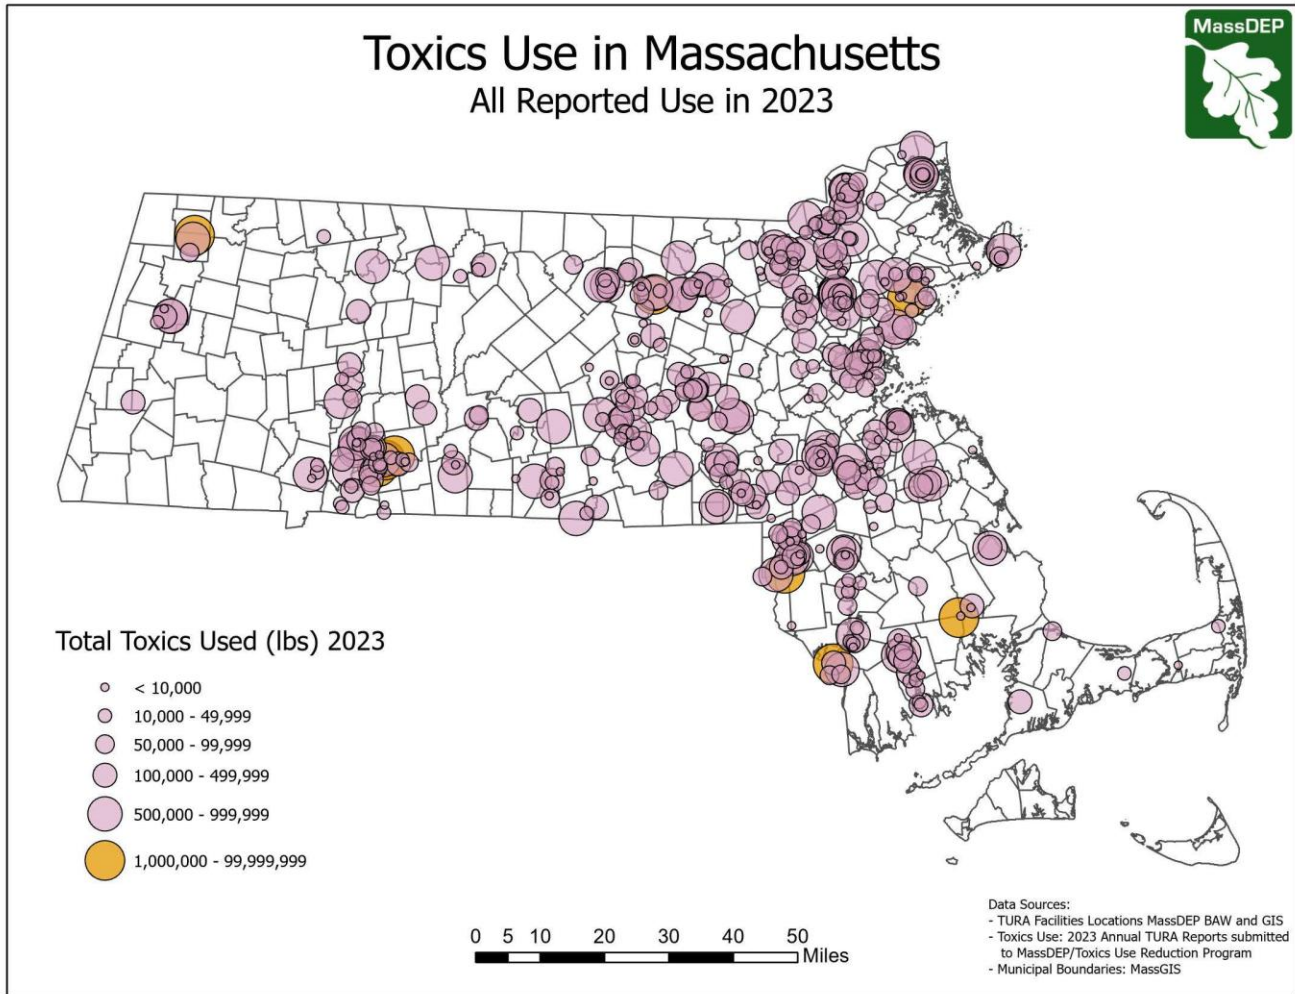 MassDEP
Toxics Use in Massachusetts
All Reported Use in 2023
Total Toxics Used (lbs) 2023
< 10,000
10,000 - 49,999
50,000 - 99,999
100,000 - 499,999
500,000 - 999,999
1,000,000 - 99,999,999
0 5 10 20 30 40 50
Miles
Data Sources:
- TURA Facilities Locations MassDEP BAW and GIS
- Toxics Use: 2023 Annual TURA Reports submitted
to MassDEP/Toxics Use Reduction Program
- Municipal Boundaries: MassGIS